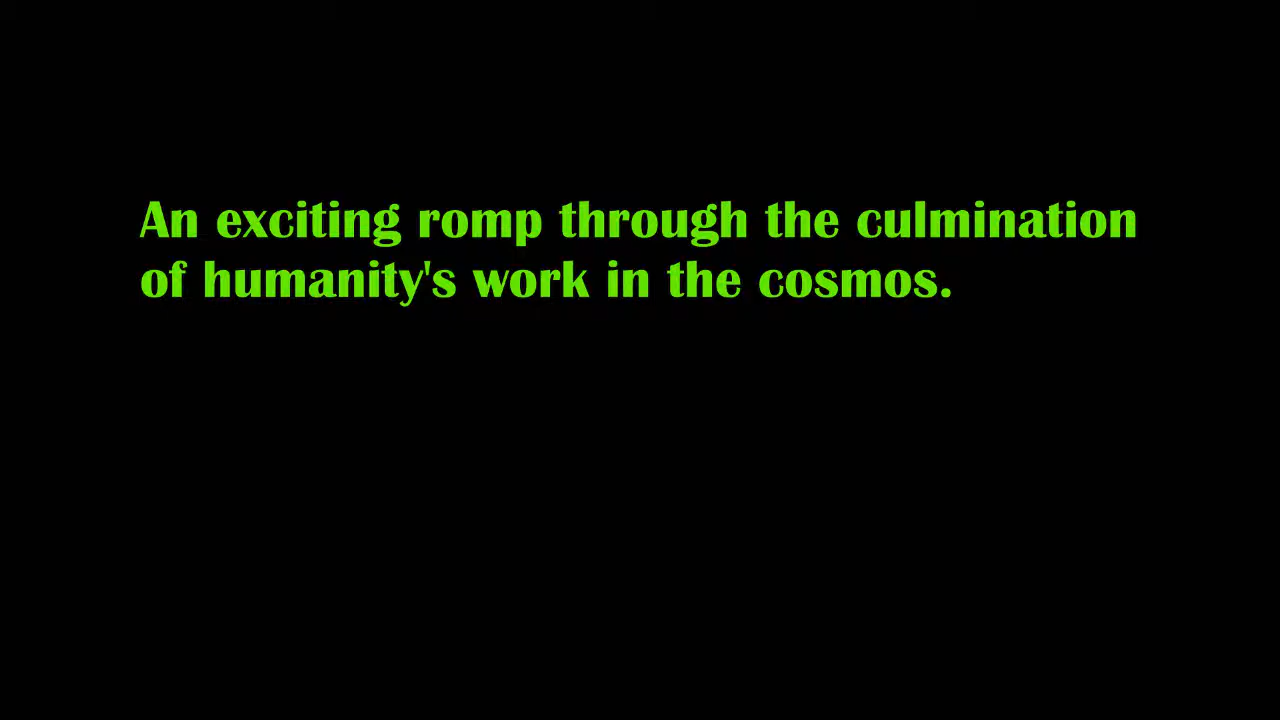 An exciting romp through the culmination
of humanity's work in the cosmos.